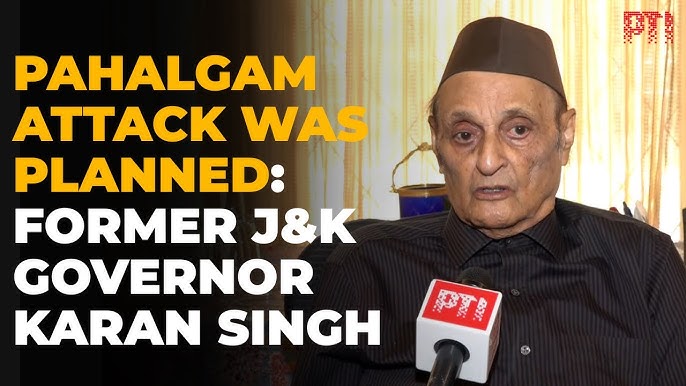 PAHALGAM
ATTACK WAS
PLANNED:
FORMER J&K
GOVERNOR
KARAN SINGH
PTI
PTI